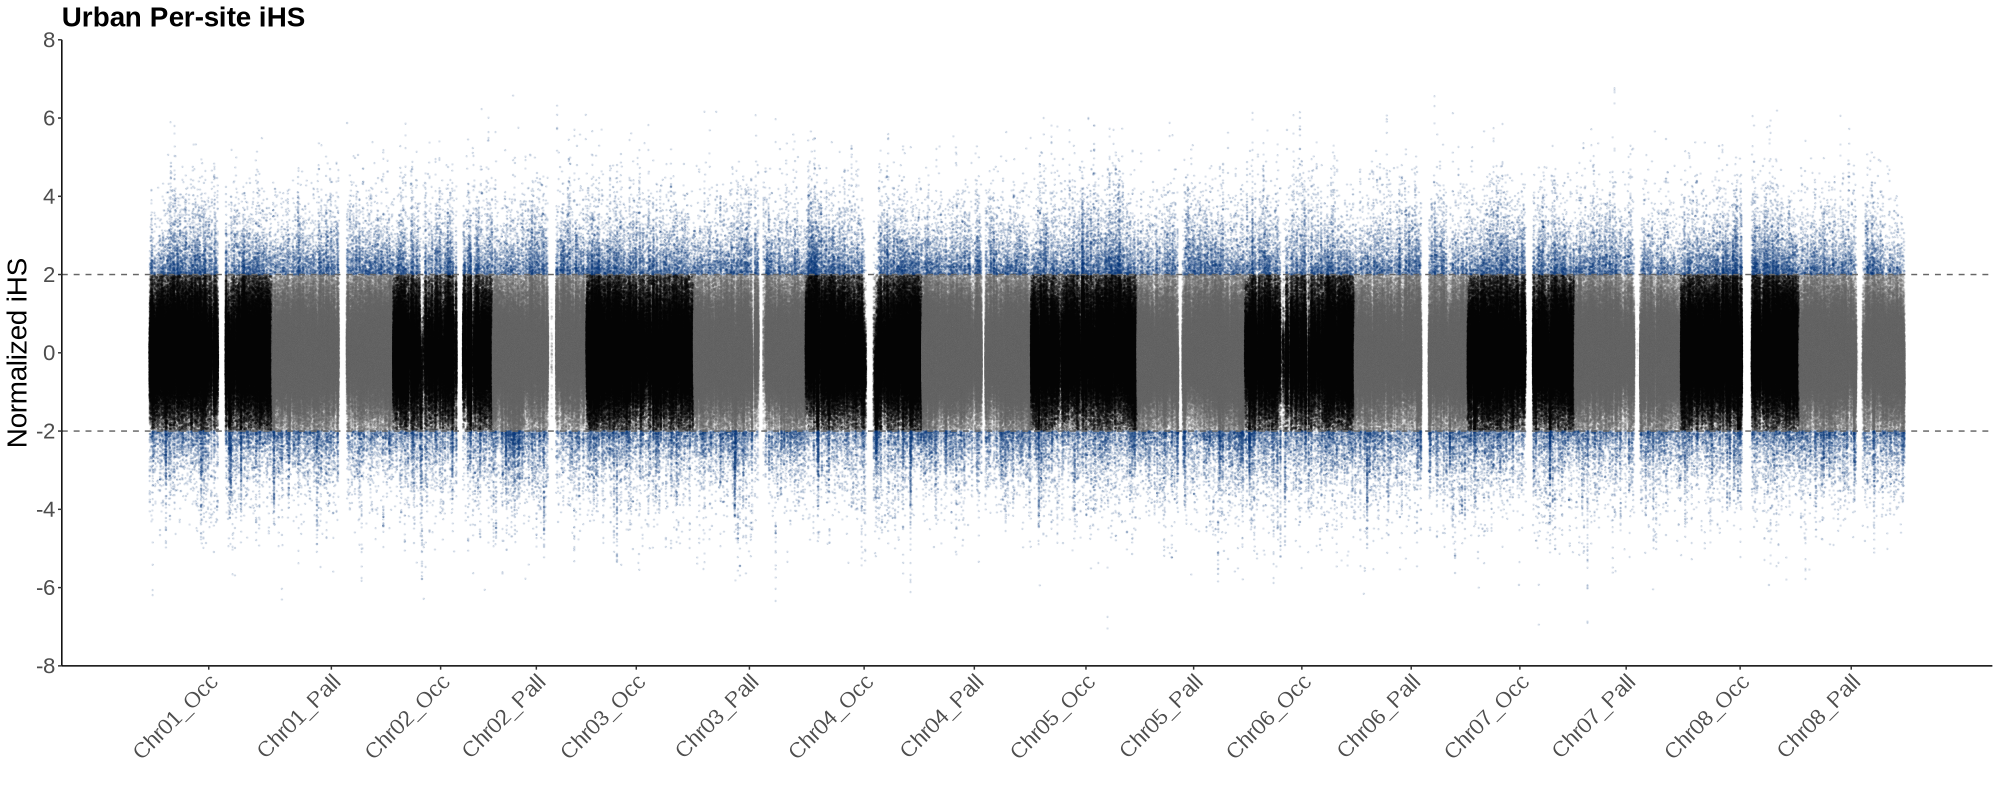 Urban Per-site iHS
Normalized iHS
8
6
4
2
0
-2
-4
-6
-8
Chr01_Occ
Chr01_Pall
Chr02_Occ
Chr02_Pall
Chr03_Occ
Chr03_Pall
Chr04_Occ
Chr04_Pall
Chr05_Occ
Chr05_Pall
Chr06_Occ
Chr06_Pall
Chr07_Occ
Chr07_Pall
Chr08_Occ
Chr08_Pall